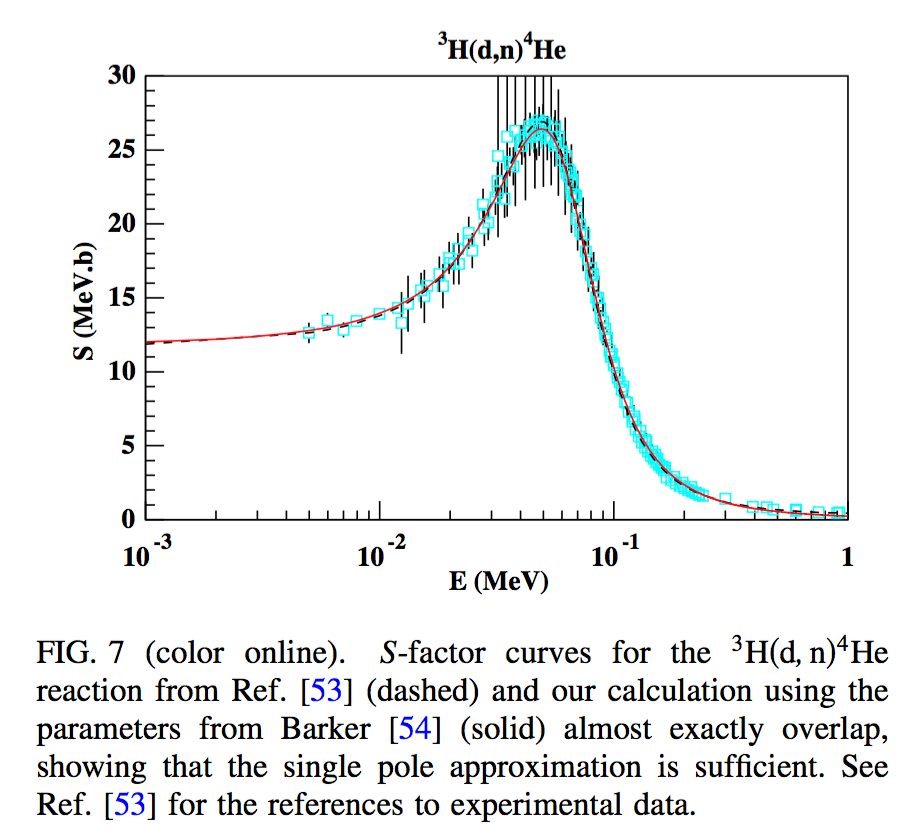 ³H(d,n)⁴He
30
25
20
15
10
5
0
S (MeV.b)
10⁻³ 10⁻² 10⁻¹ 1
E (MeV)
FIG. 7 (color online). S-factor curves for the ³H(d, n)⁴He
reaction from Ref. [53] (dashed) and our calculation using the
parameters from Barker [54] (solid) almost exactly overlap,
showing that the single pole approximation is sufficient. See
Ref. [53] for the references to experimental data.